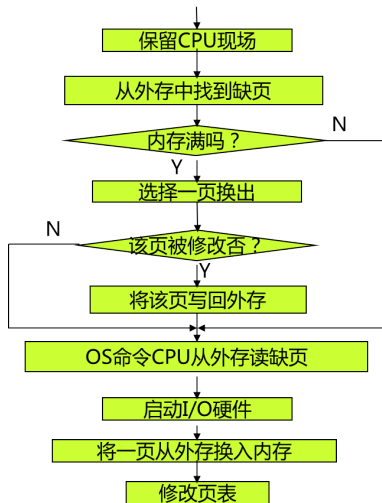 保留CPU现场
从外存中找到缺页
N
内存满吗？
Y
选择一页换出
N
该页被修改否？
Y
将该页写回外存
OS命令CPU从外存读缺页
启动I/O硬件
将一页从外存换入内存
修改页表